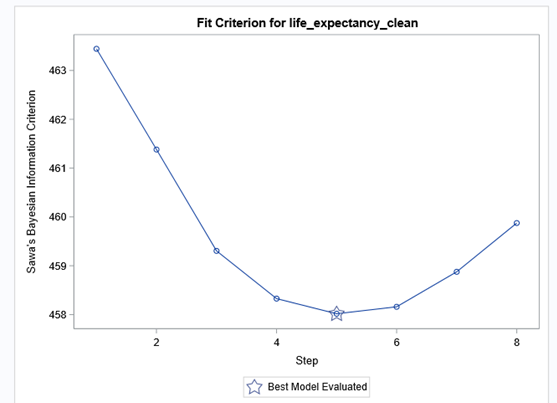 Fit Criterion for life_expectancy_clean
Sawa's Bayesian Information Criterion
463
462
461
460
459
458
2 4 6 8
Step
Best Model Evaluated